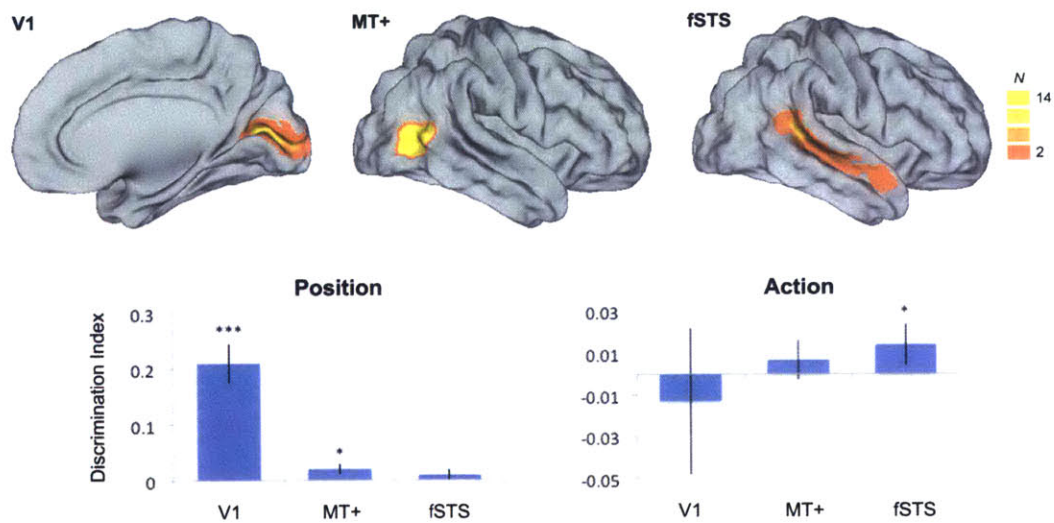 V1
MT+
fSTS
N
14
2
Position
Discrimination Index
0.3
0.2
0.1
0
***
*
V1
MT+
fSTS
Action
0.03
0.01
-0.01
-0.03
-0.05
*
V1
MT+
fSTS